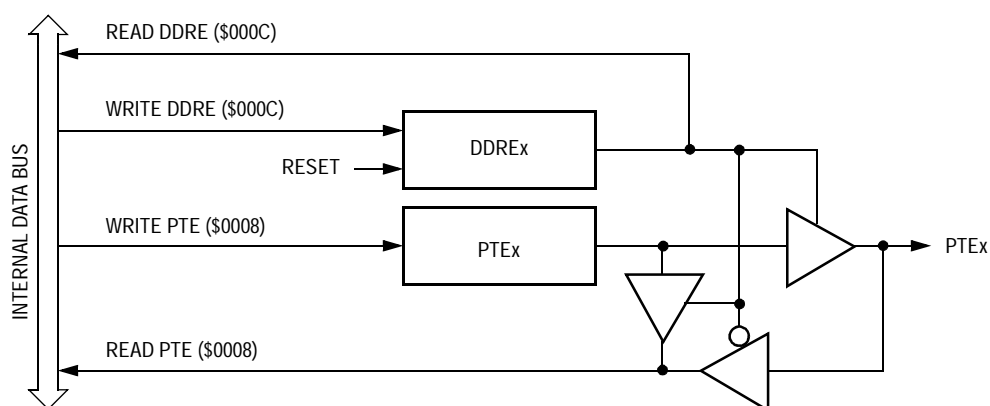 READ DDRE ($000C)
WRITE DDRE ($000C)
DDREx
RESET
INTERNAL DATA BUS
WRITE PTE ($0008)
PTEx
PTEx
READ PTE ($0008)